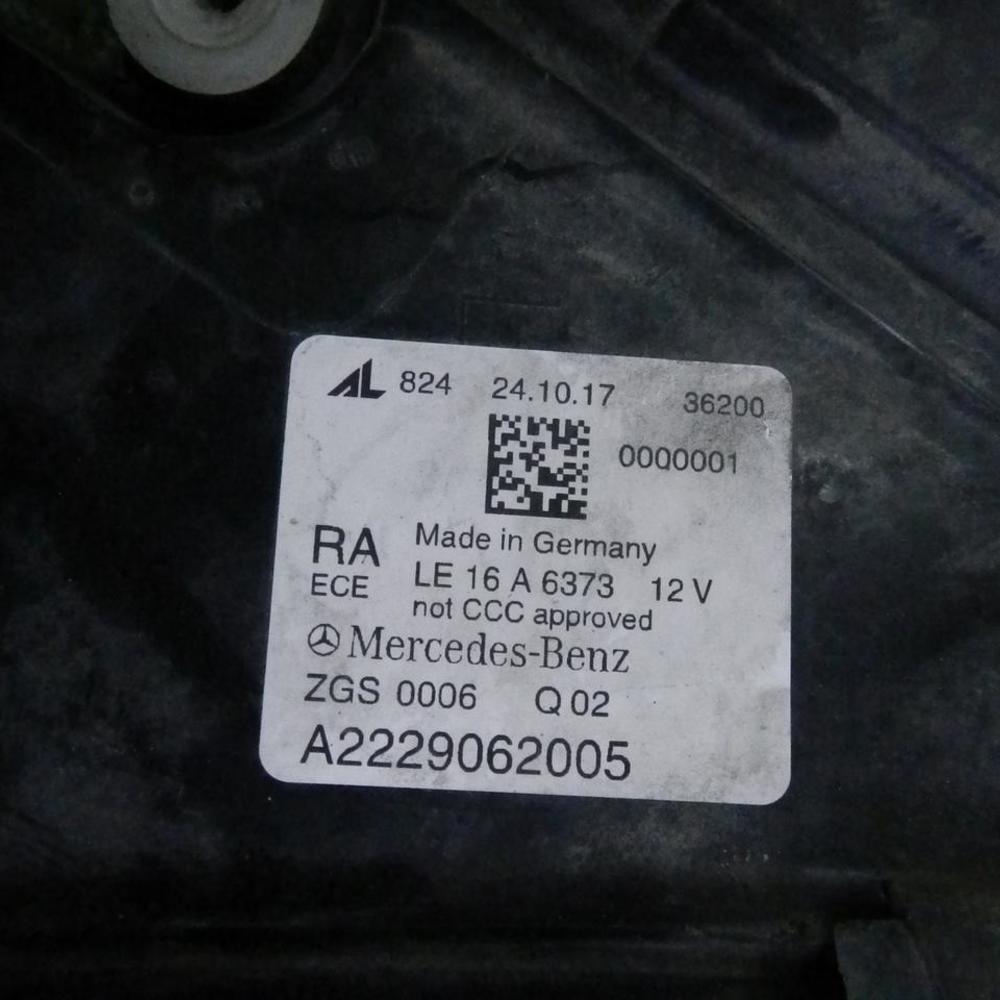 AL 824 24.10.17 36200
0000001
RA Made in Germany
ECE LE 16 A 6373 12 V
not CCC approved
Mercedes-Benz
ZGS 0006 Q 02
A2229062005